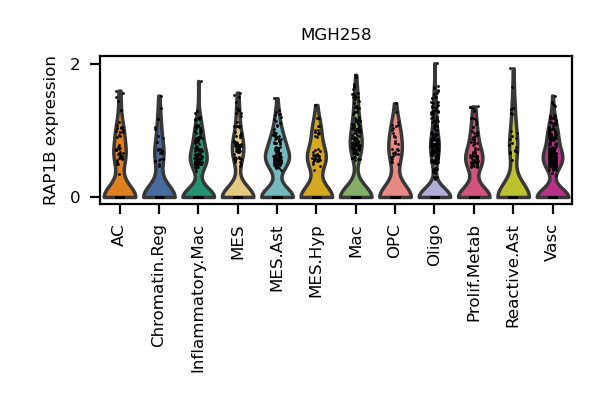 MGH258
RAP1B expression
2
0
AC
Chromatin.Reg
Inflammatory.Mac
MES
MES.Ast
MES.Hyp
Mac
OPC
Oligo
Prolif.Metab
Reactive.Ast
Vasc